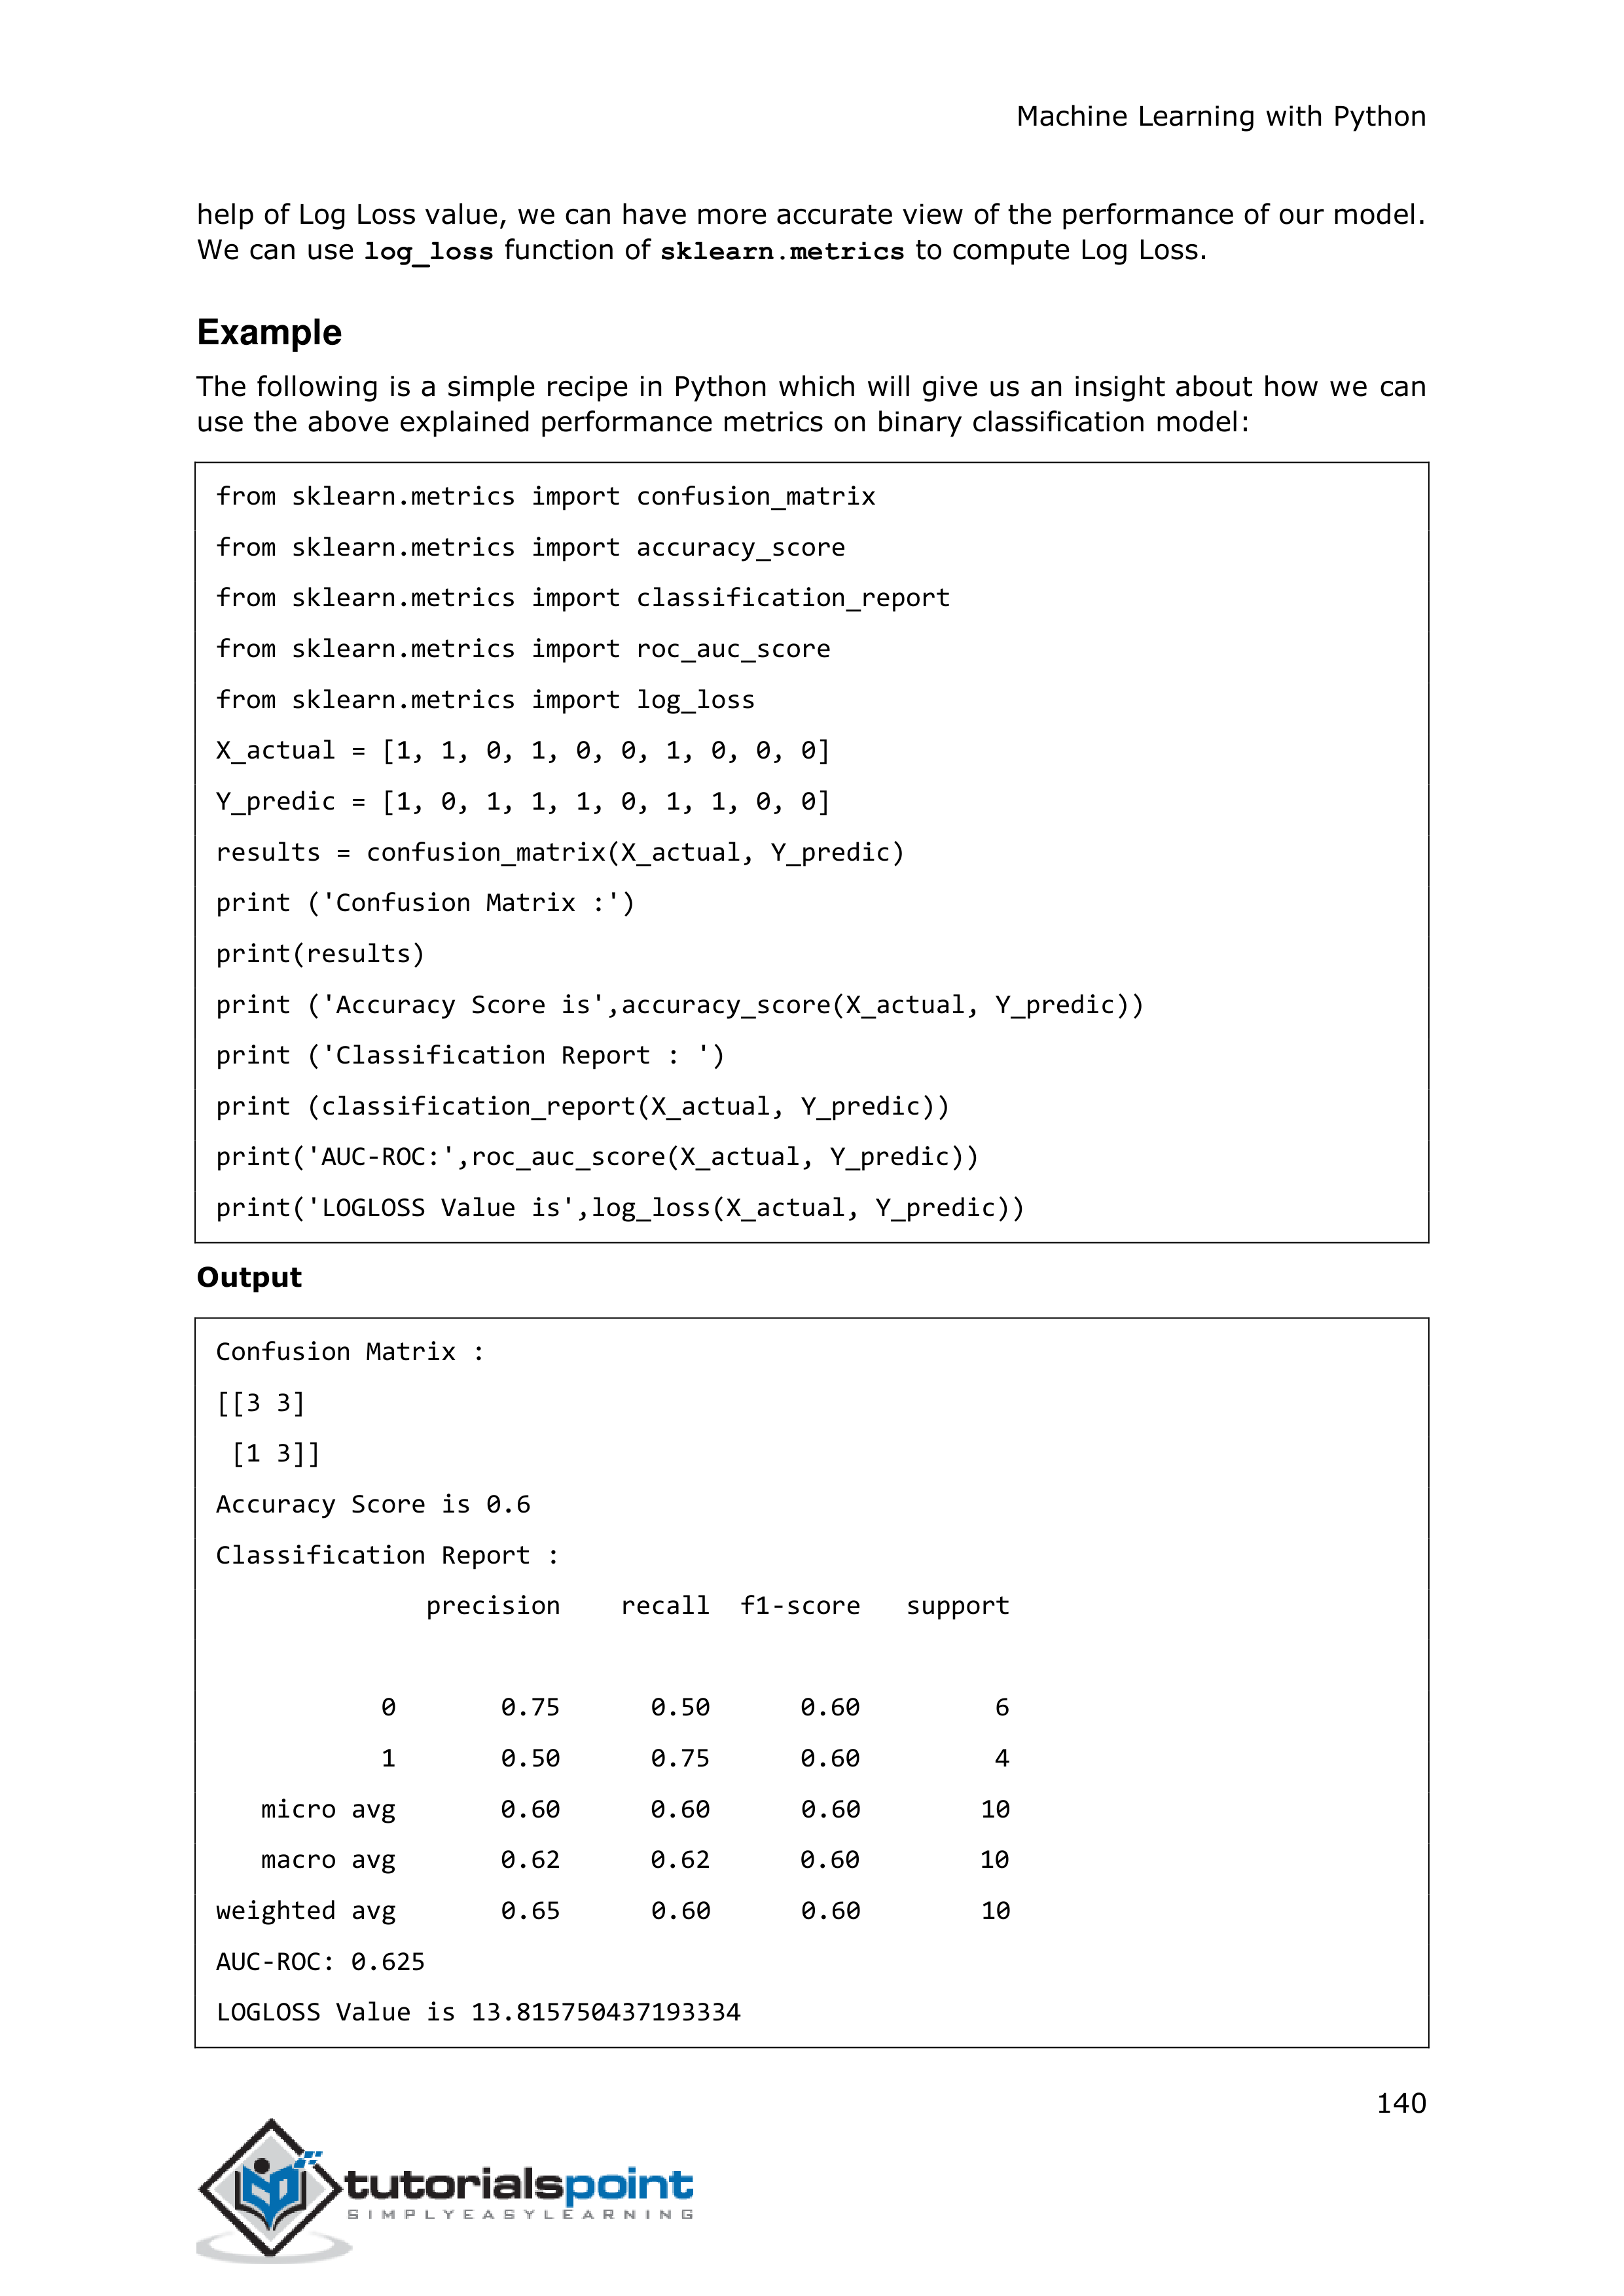 Machine Learning with Python
help of Log Loss value, we can have more accurate view of the performance of our model.
We can use log_loss function of sklearn.metrics to compute Log Loss.
Example
The following is a simple recipe in Python which will give us an insight about how we can
use the above explained performance metrics on binary classification model:
from sklearn.metrics import confusion_matrix
from sklearn.metrics import accuracy_score
from sklearn.metrics import classification_report
from sklearn.metrics import roc_auc_score
from sklearn.metrics import log_loss
X_actual = [1, 1, 0, 1, 0, 0, 1, 0, 0, 0]
Y_predic = [1, 0, 1, 1, 1, 0, 1, 1, 0, 0]
results = confusion_matrix(X_actual, Y_predic)
print ('Confusion Matrix :')
print(results)
print ('Accuracy Score is',accuracy_score(X_actual, Y_predic))
print ('Classification Report : ')
print (classification_report(X_actual, Y_predic))
print('AUC-ROC:',roc_auc_score(X_actual, Y_predic))
print('LOGLOSS Value is',log_loss(X_actual, Y_predic))
Output
Confusion Matrix :
[[3 3]
 [1 3]]
Accuracy Score is 0.6
Classification Report :
              precision    recall  f1-score   support
           0       0.75      0.50      0.60         6
           1       0.50      0.75      0.60         4
   micro avg       0.60      0.60      0.60        10
   macro avg       0.62      0.62      0.60        10
weighted avg       0.65      0.60      0.60        10
AUC-ROC: 0.625
LOGLOSS Value is 13.815750437193334
140
tutorialspoint
SIMPLYEASYLEARNING